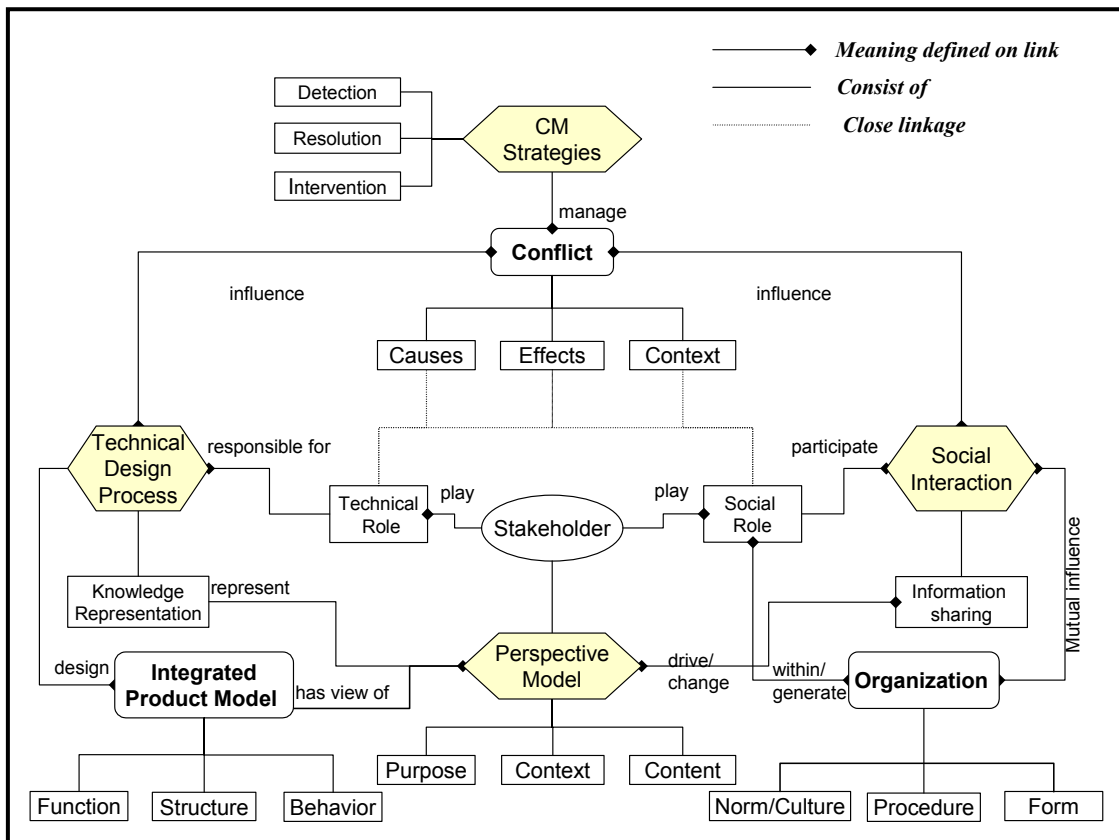 Meaning defined on link
Consist of
Close linkage
Detection
Resolution
Intervention
CM
Strategies
manage
Conflict
influence
influence
Causes
Effects
Context
Technical
Design
Process
responsible for
participate
Social
Interaction
Technical
Role
play
Stakeholder
play
Social
Role
Knowledge
Representation
represent
Information
sharing
Mutual influence
design
Integrated
Product Model
has view of
Perspective
Model
drive/
change
within/
generate
Organization
Purpose
Context
Content
Function
Structure
Behavior
Norm/Culture
Procedure
Form